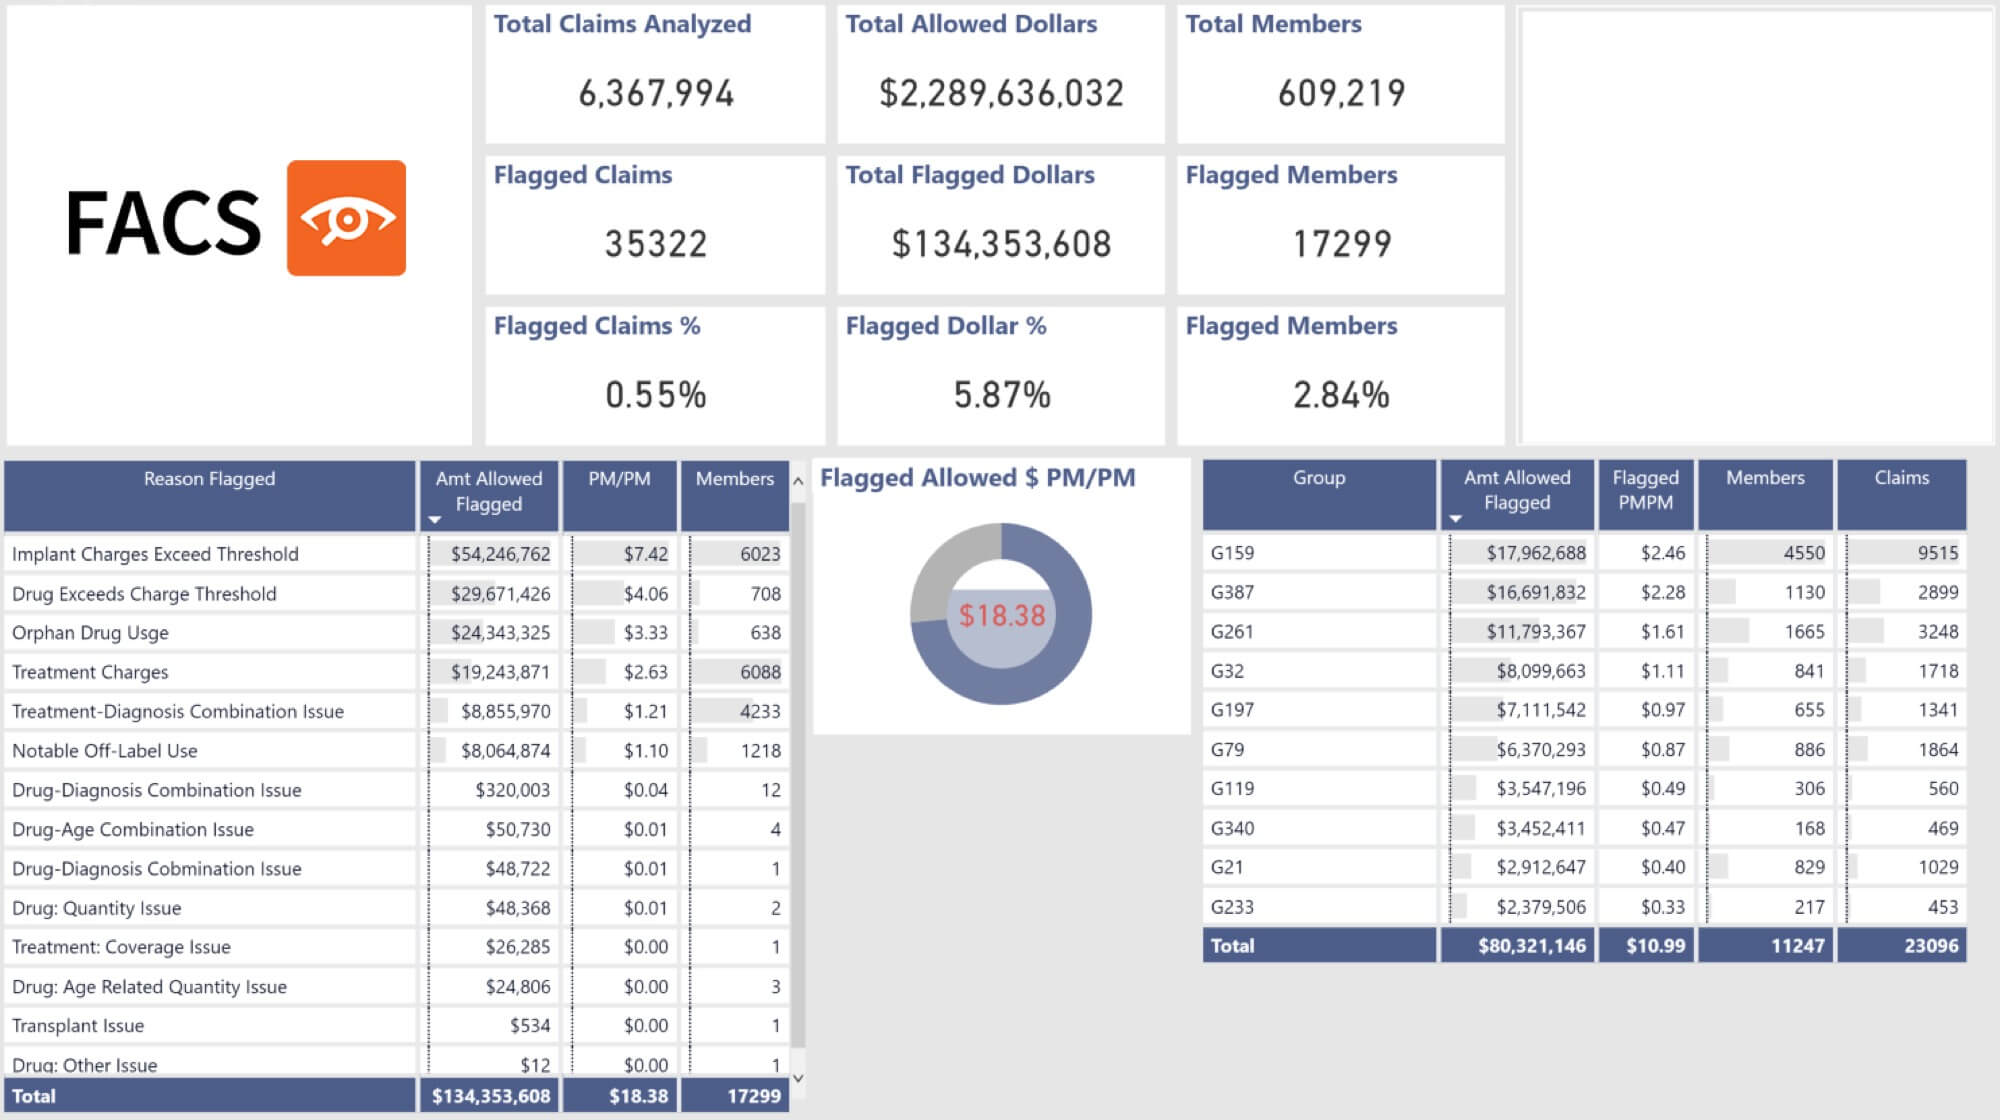 FACS
Total Claims Analyzed
6,367,994
Total Allowed Dollars
$2,289,636,032
Total Members
609,219
Flagged Claims
35322
Total Flagged Dollars
$134,353,608
Flagged Members
17299
Flagged Claims %
0.55%
Flagged Dollar %
5.87%
Flagged Members
2.84%
Reason Flagged Amt Allowed Flagged PM/PM Members
Implant Charges Exceed Threshold $54,246,762 $7.42 6023
Drug Exceeds Charge Threshold $29,671,426 $4.06 708
Orphan Drug Usge $24,343,325 $3.33 638
Treatment Charges $19,243,871 $2.63 6088
Treatment-Diagnosis Combination Issue $8,855,970 $1.21 4233
Notable Off-Label Use $8,064,874 $1.10 1218
Drug-Diagnosis Combination Issue $320,003 $0.04 12
Drug-Age Combination Issue $50,730 $0.01 4
Drug-Diagnosis Cobmination Issue $48,722 $0.01 1
Drug: Quantity Issue $48,368 $0.01 2
Treatment: Coverage Issue $26,285 $0.00 1
Drug: Age Related Quantity Issue $24,806 $0.00 3
Transplant Issue $534 $0.00 1
Drug: Other Issue $12 $0.00 1
Total $134,353,608 $18.38 17299
Flagged Allowed $ PM/PM
$18.38
Group Amt Allowed Flagged Flagged PMPM Members Claims
G159 $17,962,688 $2.46 4550 9515
G387 $16,691,832 $2.28 1130 2899
G261 $11,793,367 $1.61 1665 3248
G32 $8,099,663 $1.11 841 1718
G197 $7,111,542 $0.97 655 1341
G79 $6,370,293 $0.87 886 1864
G119 $3,547,196 $0.49 306 560
G340 $3,452,411 $0.47 168 469
G21 $2,912,647 $0.40 829 1029
G233 $2,379,506 $0.33 217 453
Total $80,321,146 $10.99 11247 23096